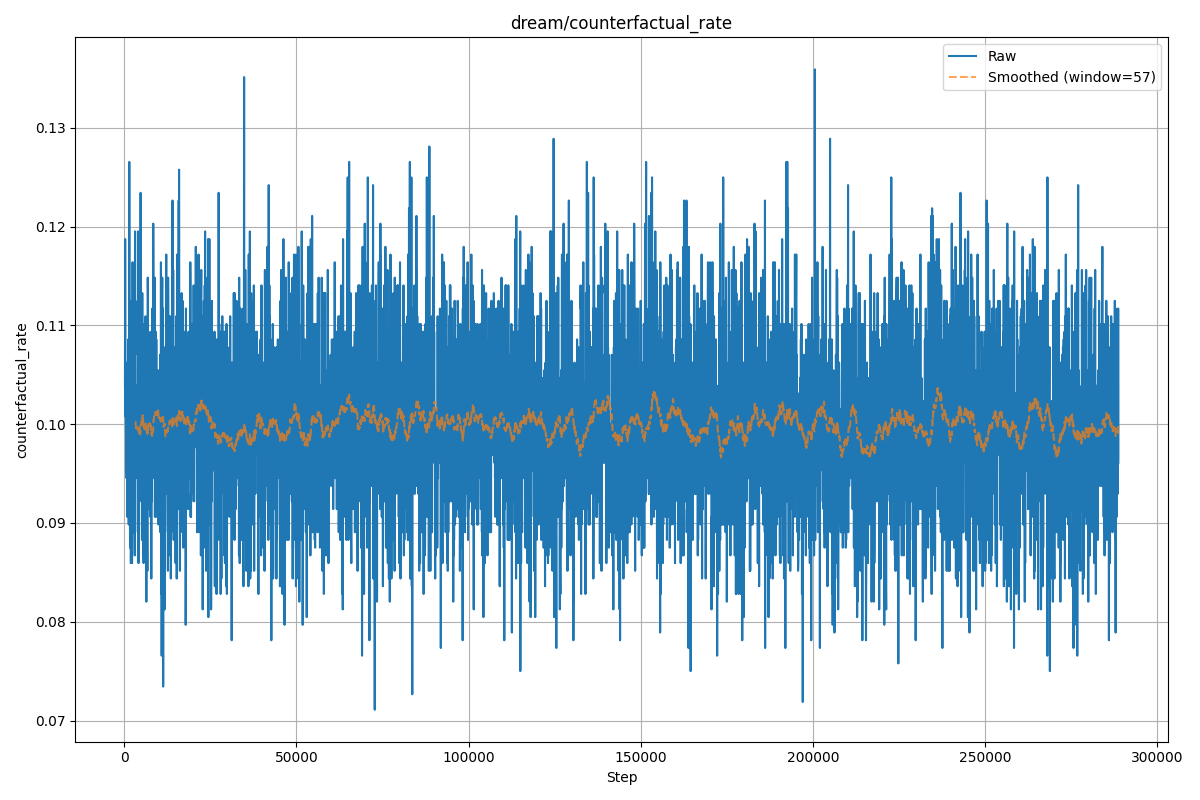 dream/counterfactual_rate
Raw
Smoothed (window=57)
counterfactual_rate
0.13
0.12
0.11
0.10
0.09
0.08
0.07
0
50000
100000
150000
200000
250000
300000
Step